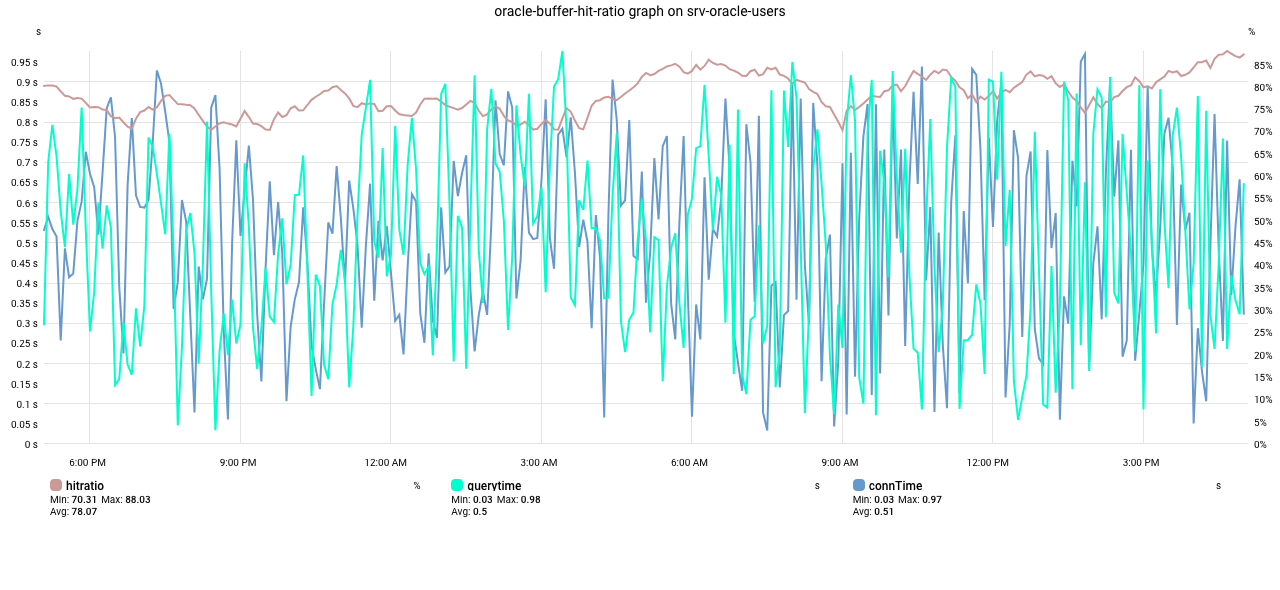 oracle-buffer-hit-ratio graph on srv-oracle-users
s %
0.95 s 85%
0.9 s 80%
0.85 s 75%
0.8 s 70%
0.75 s 65%
0.7 s 60%
0.65 s 55%
0.6 s 50%
0.55 s 45%
0.5 s 40%
0.45 s 35%
0.4 s 30%
0.35 s 25%
0.3 s 20%
0.25 s 15%
0.2 s 10%
0.15 s 5%
0.1 s 0%
0.05 s
0 s
6:00 PM 9:00 PM 12:00 AM 3:00 AM 6:00 AM 9:00 AM 12:00 PM 3:00 PM
hitratio % querytime s connTime s
Min: 70.31 Max: 88.03 Min: 0.03 Max: 0.98 Min: 0.03 Max: 0.97
Avg: 78.07 Avg: 0.5 Avg: 0.51